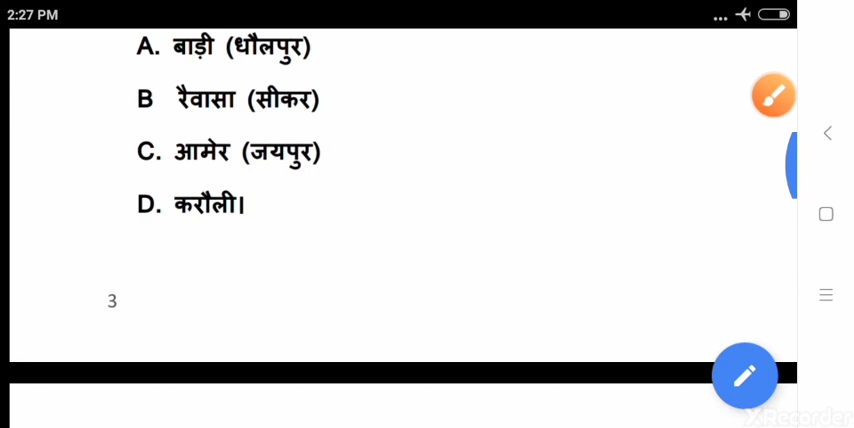 2:27 PM
A. बाड़ी (धौलपुर)
B रैवासा (सीकर)
C. आमेर (जयपुर)
D. करौली।
3
XRecorder